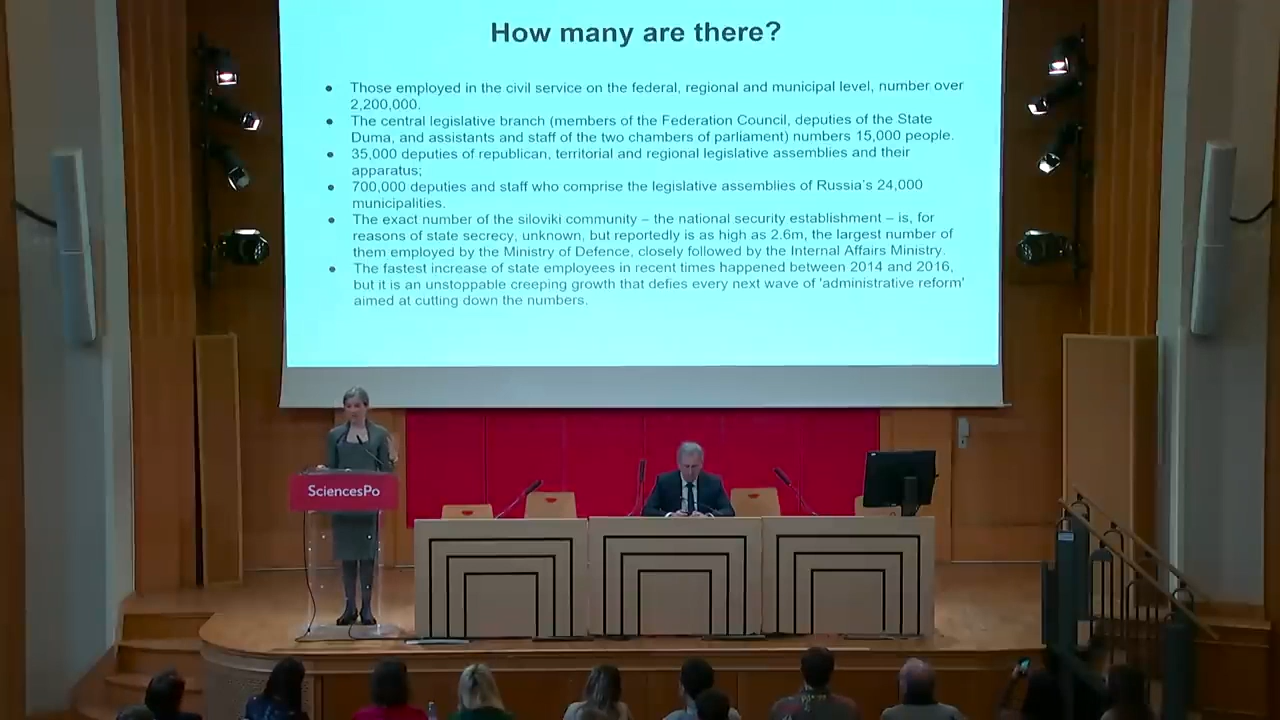 How many are there?
● Those employed in the civil service on the federal, regional and municipal level, number over
2,200,000.
● The central legislative branch (members of the Federation Council, deputies of the State
Duma, and assistants and staff of the two chambers of parliament) numbers 15,000 people.
● 35,000 deputies of republican, territorial and regional legislative assemblies and their
apparatus;
● 700,000 deputies and staff who comprise the legislative assemblies of Russia's 24,000
municipalities.
● The exact number of the siloviki community – the national security establishment – is, for
reasons of state secrecy, unknown, but reportedly is as high as 2.6m, the largest number of
them employed by the Ministry of Defence, closely followed by the Internal Affairs Ministry.
● The fastest increase of state employees in recent times happened between 2014 and 2016,
but it is an unstoppable creeping growth that defies every next wave of 'administrative reform'
aimed at cutting down the numbers.
SciencesPo